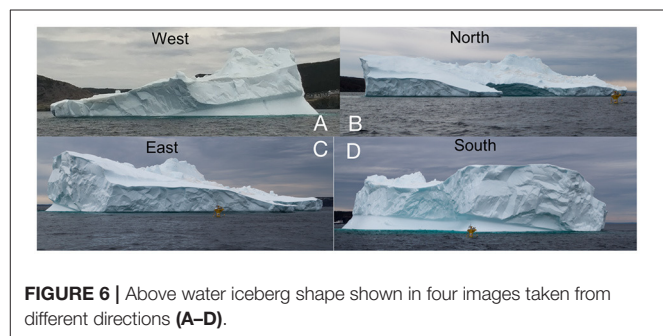 West
North
A
B
East
C
D
South
FIGURE 6 | Above water iceberg shape shown in four images taken from
different directions (A–D).